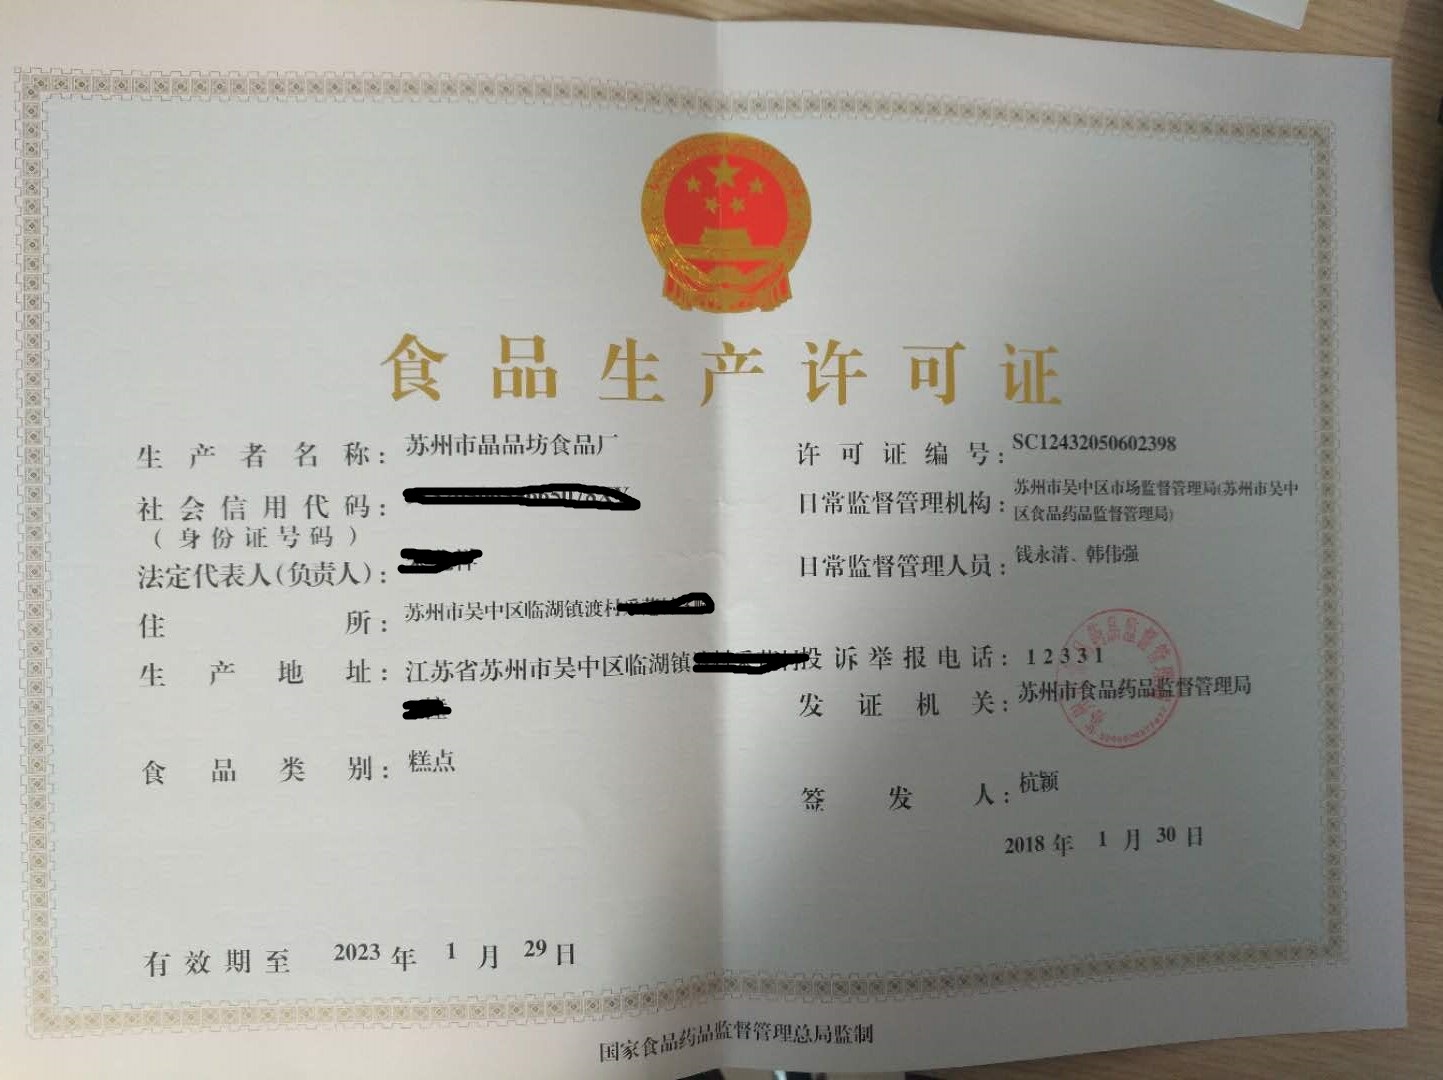 食品生产许可证
生产者名称: 苏州市晶品坊食品厂
社会信用代码:
(身份证号码)
法定代表人(负责人):
住所: 苏州市吴中区临湖镇渡村
生产地址: 江苏省苏州市吴中区临湖镇
食品类别: 糕点
有效期至 2023年 1月 29日
许可证编号: SC12432050602398
日常监督管理机构: 苏州市吴中区市场监督管理局(苏州市吴中
区食品药品监督管理局)
日常监督管理人员: 钱永清、韩伟强
投诉举报电话: 12331
发证机关: 苏州市食品药品监督管理局
签发人: 杭颖
2018年 1月 30日
国家食品药品监督管理总局监制